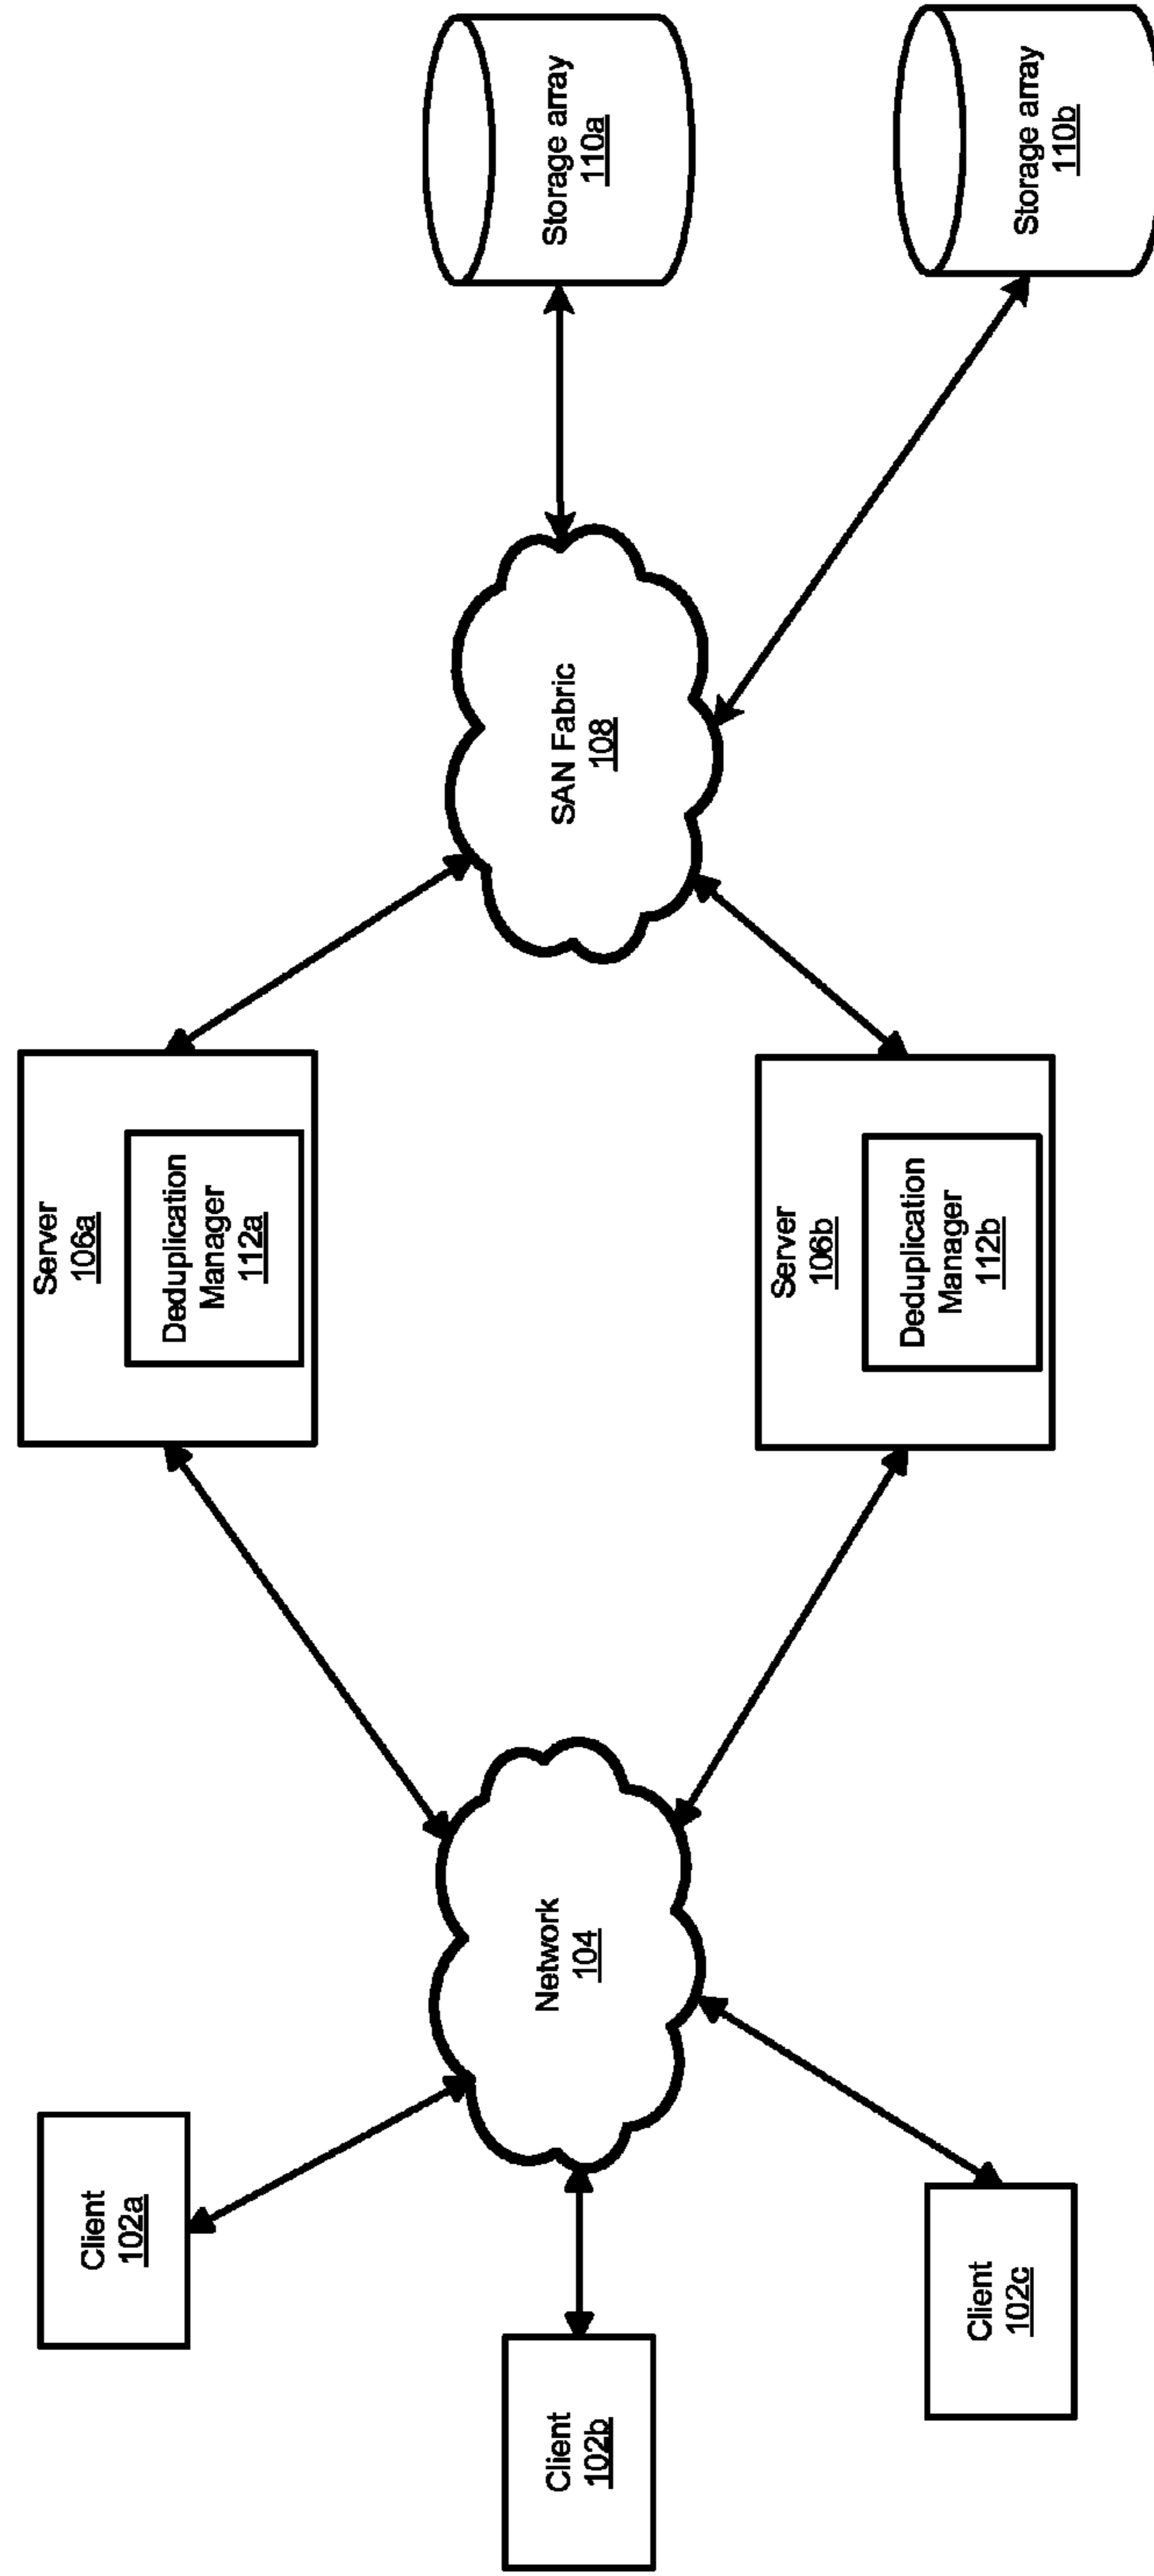 Client
102a
Client
102b
Client
102c
Network
104
Server
106a
Deduplication
Manager
112a
Server
106b
Deduplication
Manager
112b
SAN Fabric
108
Storage array
110a
Storage array
110b